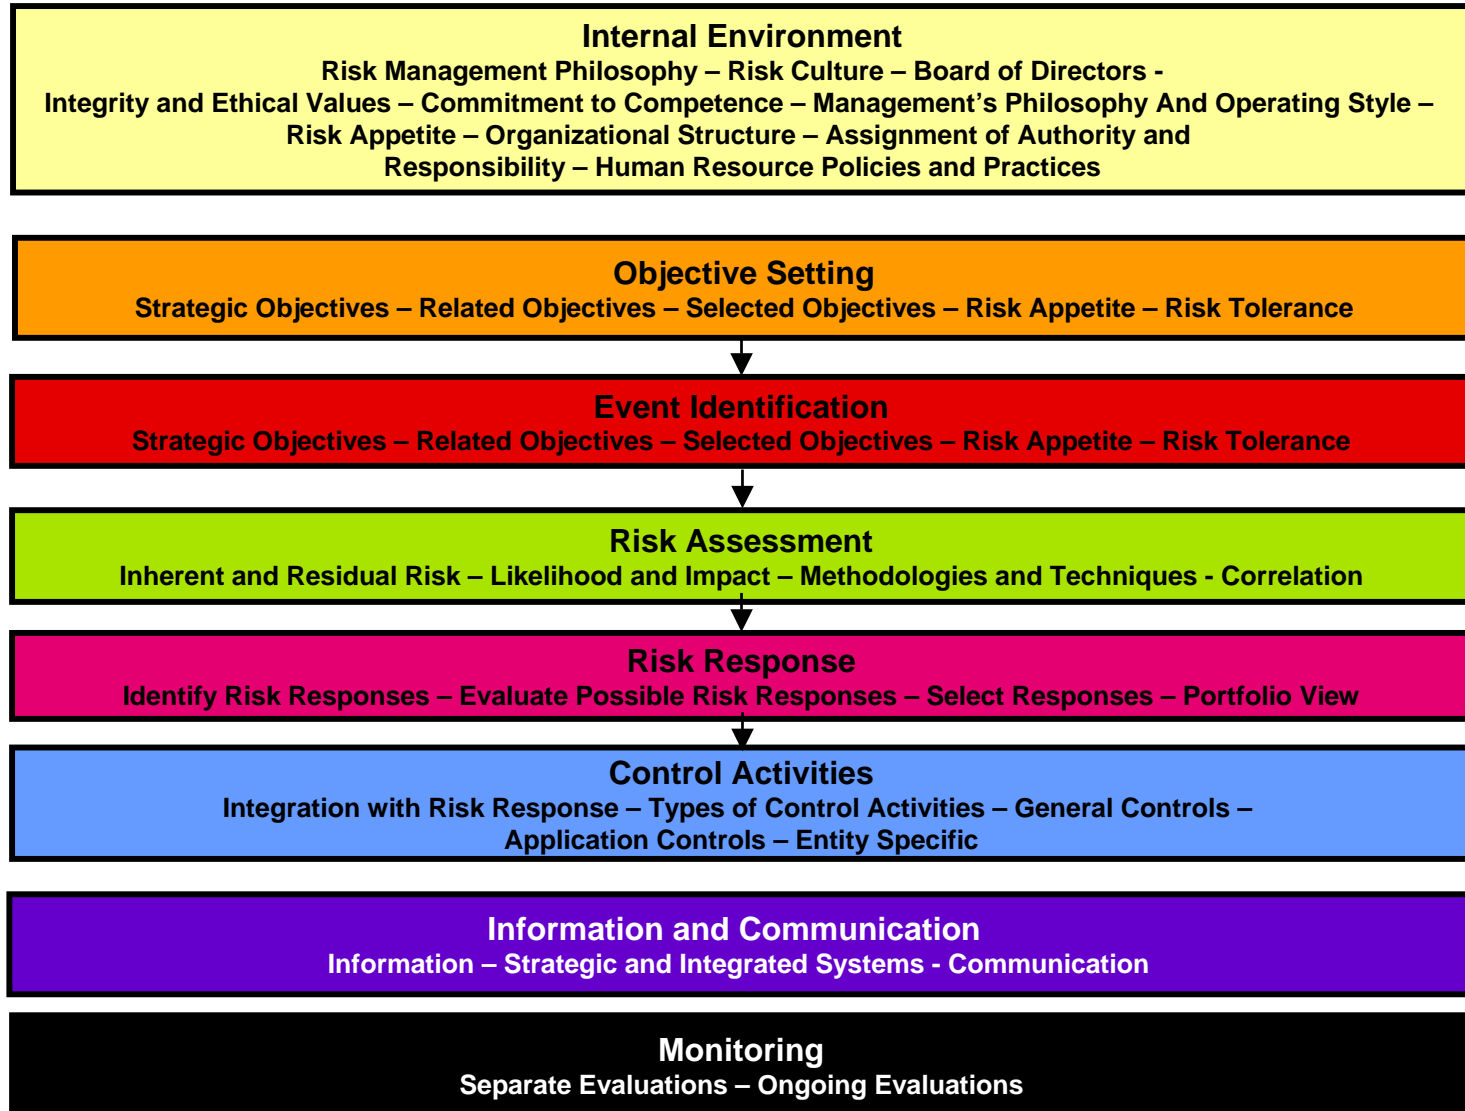 Internal Environment
Risk Management Philosophy – Risk Culture – Board of Directors -
Integrity and Ethical Values – Commitment to Competence – Management’s Philosophy And Operating Style –
Risk Appetite – Organizational Structure – Assignment of Authority and
Responsibility – Human Resource Policies and Practices
Objective Setting
Strategic Objectives – Related Objectives – Selected Objectives – Risk Appetite – Risk Tolerance
Event Identification
Strategic Objectives – Related Objectives – Selected Objectives – Risk Appetite – Risk Tolerance
Risk Assessment
Inherent and Residual Risk – Likelihood and Impact – Methodologies and Techniques - Correlation
Risk Response
Identify Risk Responses – Evaluate Possible Risk Responses – Select Responses – Portfolio View
Control Activities
Integration with Risk Response – Types of Control Activities – General Controls –
Application Controls – Entity Specific
Information and Communication
Information – Strategic and Integrated Systems - Communication
Monitoring
Separate Evaluations – Ongoing Evaluations